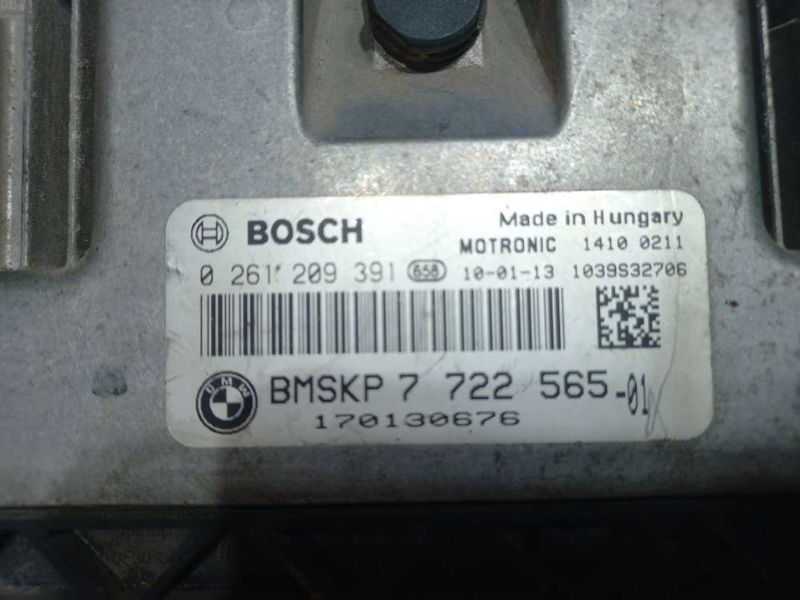 BOSCH Made in Hungary
MOTRONIC 1410 0211
0 261 209 391 658 10-01-13 1039S32706
BMW BMSKP 7 722 565-01
170130676